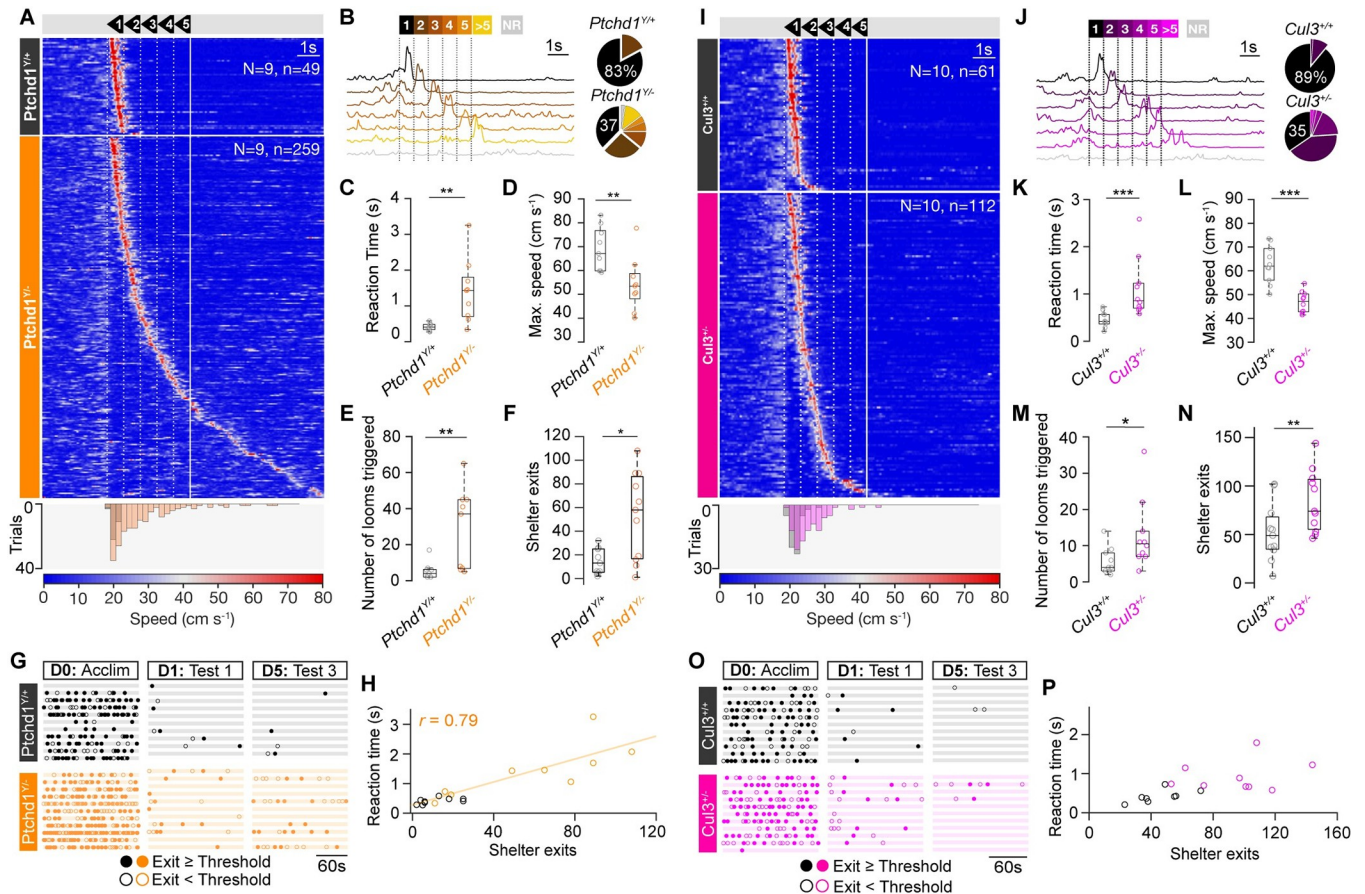 A
1 2 3 4 5
1s
Ptchd1Y/+
N=9, n=49
Ptchd1Y/-
N=9, n=259
0
Trials
40
0 10 20 30 40 50 60 70 80
Speed (cm s-1)
B
1 2 3 4 5 >5 NR
1s
Ptchd1Y/+
83%
Ptchd1Y/-
37
C
**
Reaction Time (s)
4
3
2
1
0
Ptchd1Y/+
Ptchd1Y/-
D
**
Max. speed (cm s-1)
90
80
70
60
50
40
30
Ptchd1Y/+
Ptchd1Y/-
E
**
Number of looms triggered
80
60
40
20
0
Ptchd1Y/+
Ptchd1Y/-
F
*
Shelter exits
120
100
80
60
40
20
0
Ptchd1Y/+
Ptchd1Y/-
G
D0: Acclim
D1: Test 1
D5: Test 3
Ptchd1Y/+
Ptchd1Y/-
Exit ≥ Threshold
Exit < Threshold
60s
H
r = 0.79
Reaction time (s)
3
2
1
0
0 40 80 120
Shelter exits
I
1 2 3 4 5
1s
Cul3+/+
N=10, n=61
Cul3+/-
N=10, n=112
0
Trials
30
0 10 20 30 40 50 60 70 80
Speed (cm s-1)
J
1 2 3 4 5 >5 NR
1s
Cul3+/+
89%
Cul3+/-
35
K
***
Reaction time (s)
3
2
1
0
Cul3+/+
Cul3+/-
L
***
Max. speed (cm s-1)
90
80
70
60
50
40
30
Cul3+/+
Cul3+/-
M
*
Number of looms triggered
40
30
20
10
0
Cul3+/+
Cul3+/-
N
**
Shelter exits
150
100
50
0
Cul3+/+
Cul3+/-
O
D0: Acclim
D1: Test 1
D5: Test 3
Cul3+/+
Cul3+/-
Exit ≥ Threshold
Exit < Threshold
60s
P
Reaction time (s)
3
2
1
0
0 40 80 120 160
Shelter exits